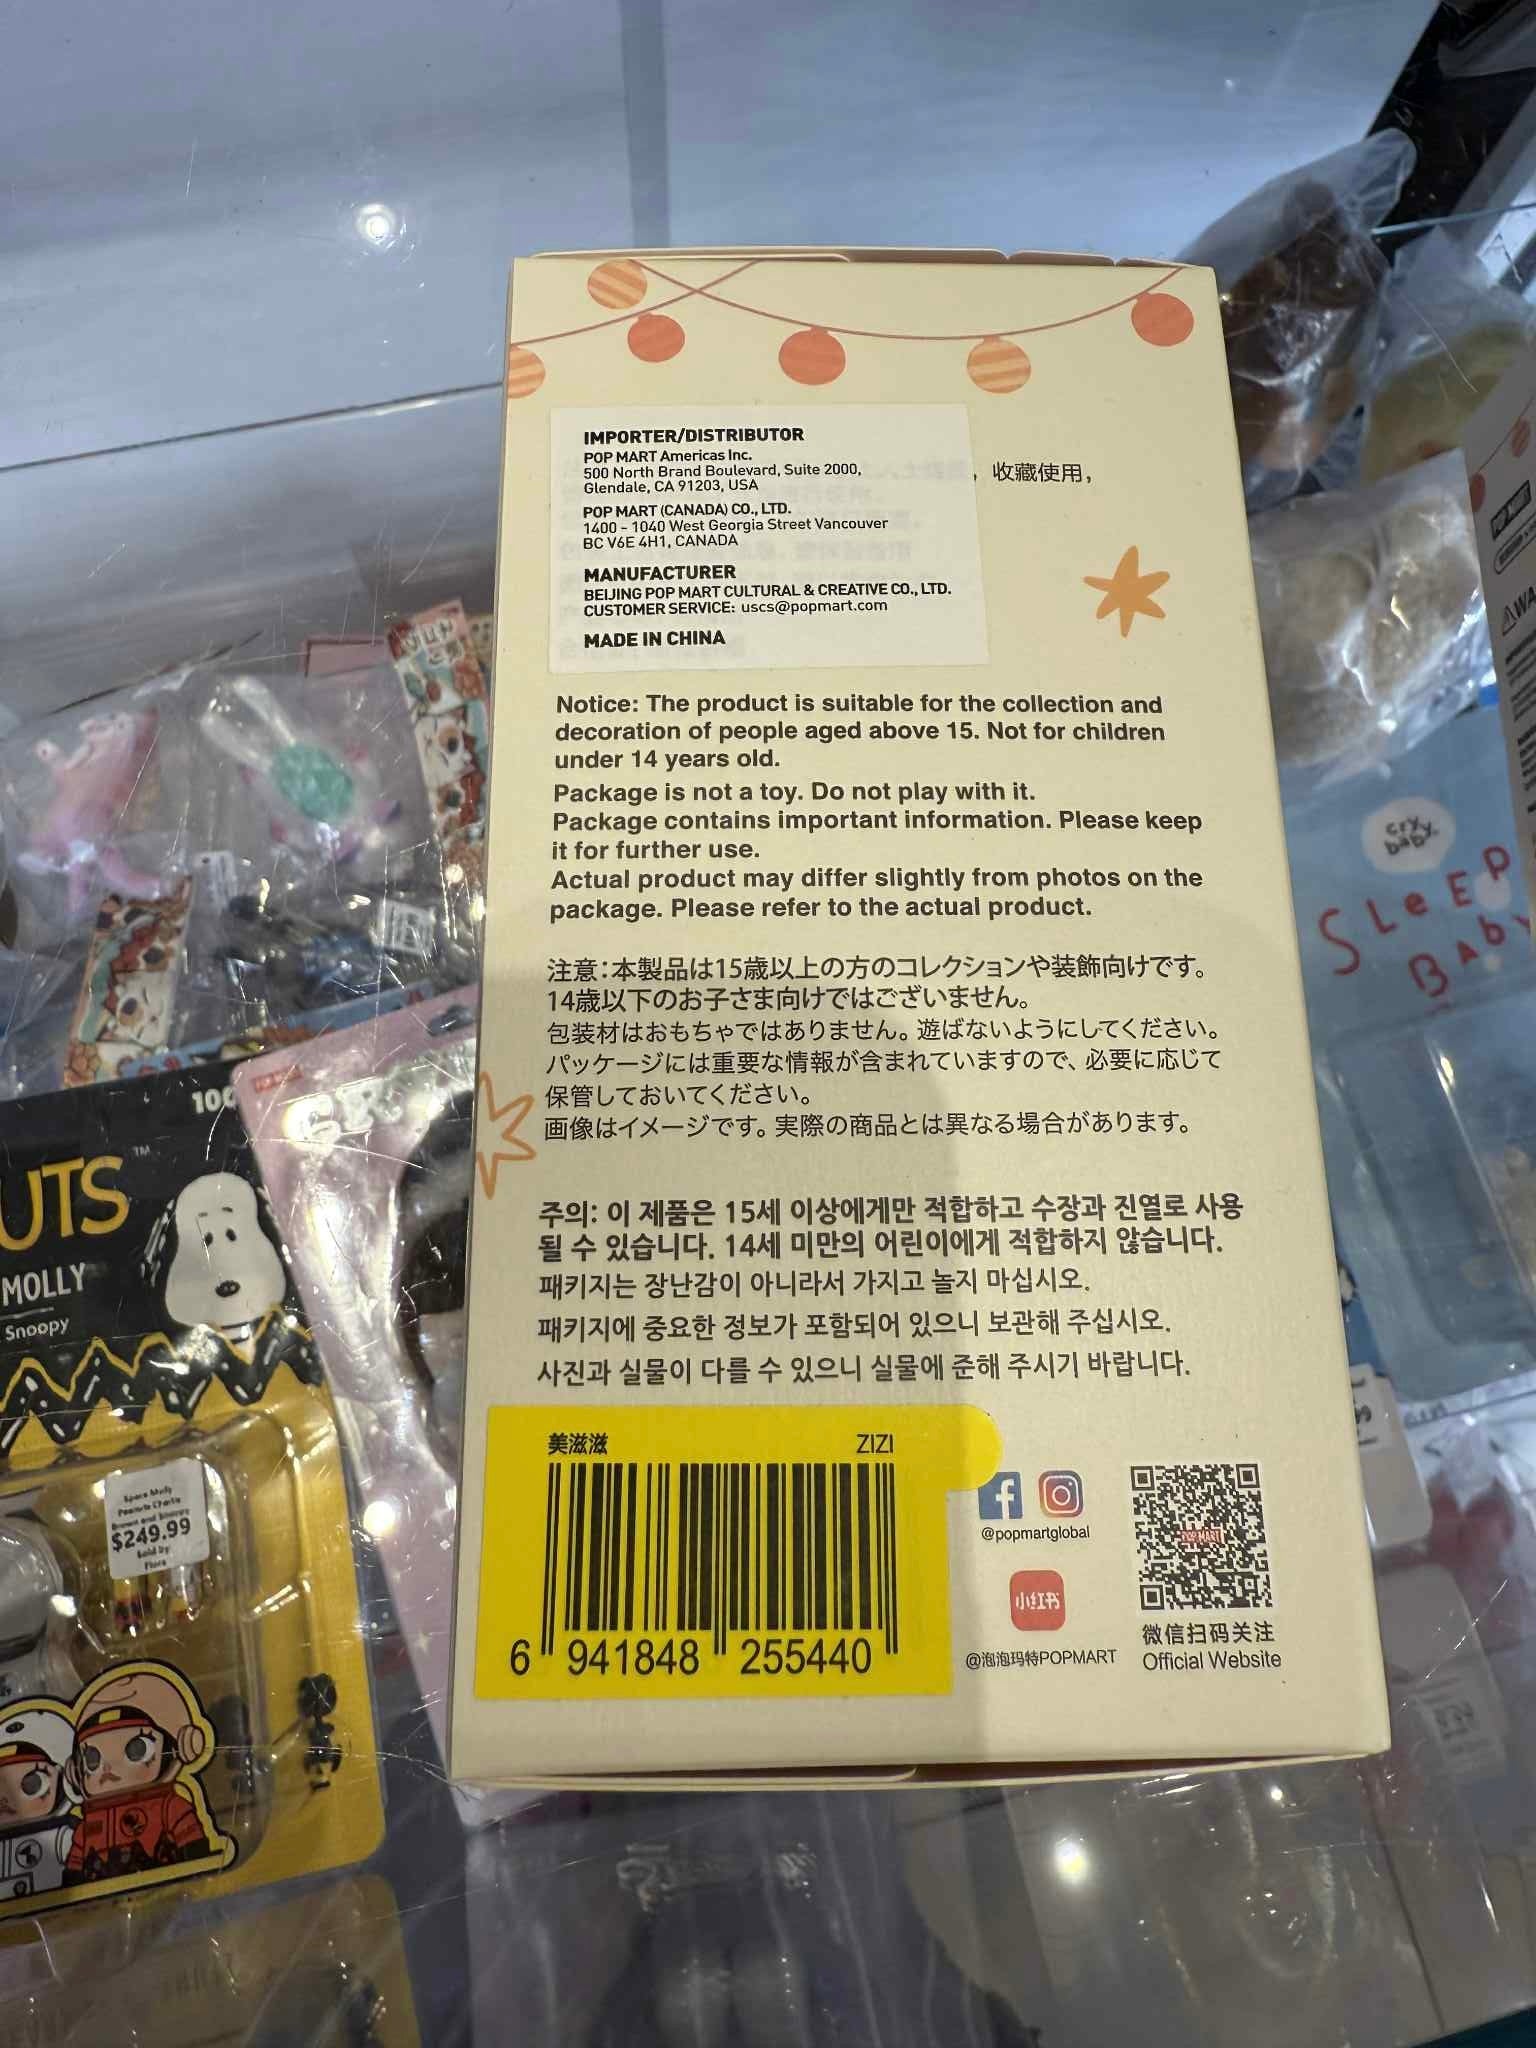 IMPORTER/DISTRIBUTOR
POP MART Americas Inc.
500 North Brand Boulevard, Suite 2000,
Glendale, CA 91203, USA
POP MART (CANADA) CO., LTD.
1400 - 1040 West Georgia Street Vancouver
BC V6E 4H1, CANADA
MANUFACTURER
BEIJING POP MART CULTURAL & CREATIVE CO., LTD.
CUSTOMER SERVICE: uscs@popmart.com
MADE IN CHINA
，收藏使用，
Notice: The product is suitable for the collection and
decoration of people aged above 15. Not for children
under 14 years old.
Package is not a toy. Do not play with it.
Package contains important information. Please keep
it for further use.
Actual product may differ slightly from photos on the
package. Please refer to the actual product.
注意：本製品は15歳以上の方のコレクションや装飾向けです。
14歳以下のお子さま向けではございません。
包装材はおもちゃではありません。遊ばないようにしてください。
パッケージには重要な情報が含まれていますので、必要に応じて
保管しておいてください。
画像はイメージです。実際の商品とは異なる場合があります。
주의: 이 제품은 15세 이상에게만 적합하고 수장과 진열로 사용
될 수 있습니다. 14세 미만의 어린이에게 적합하지 않습니다.
패키지는 장난감이 아니라서 가지고 놀지 마십시오.
패키지에 중요한 정보가 포함되어 있으니 보관해 주십시오.
사진과 실물이 다를 수 있으니 실물에 준해 주시기 바랍니다.
美滋滋 ZIZI
6 941848 255440
@popmartglobal
小红书
@泡泡玛特POPMART
POP MART
微信扫码关注
Official Website
100
UTS™
MOLLY
Snoopy
Space Molly
Peanuts Charlie
Brown and Snoopy
$249.99
Sold by
Flora
cry baby
SLeEP
BAby
POP MART
WA